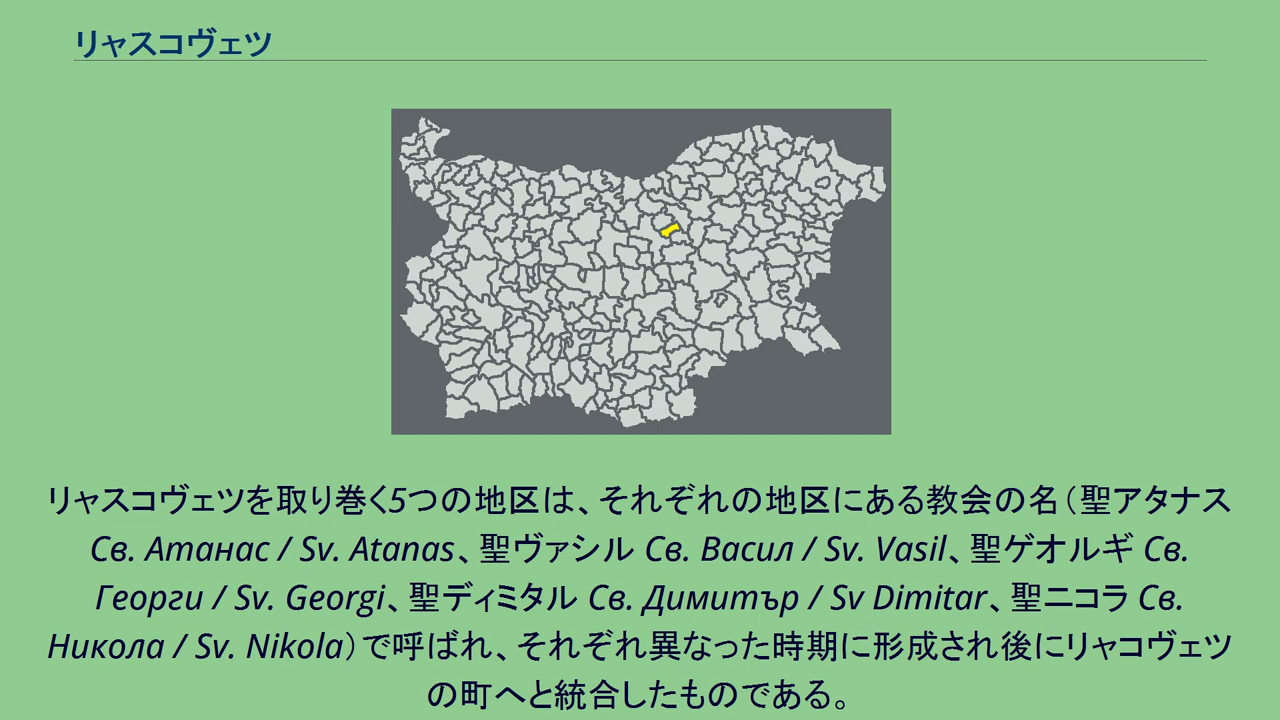 リャスコヴェツ
リャスコヴェツを取り巻く5つの地区は、それぞれの地区にある教会の名（聖アタナス
Св. Атанас / Sv. Atanas、聖ヴァシル Св. Васил / Sv. Vasil、聖ゲオルギ Св.
Георги / Sv. Georgi、聖ディミタル Св. Димитър / Sv Dimitar、聖ニコラ Св.
Никола / Sv. Nikola）で呼ばれ、それぞれ異なった時期に形成され後にリャコヴェツ
の町へと統合したものである。